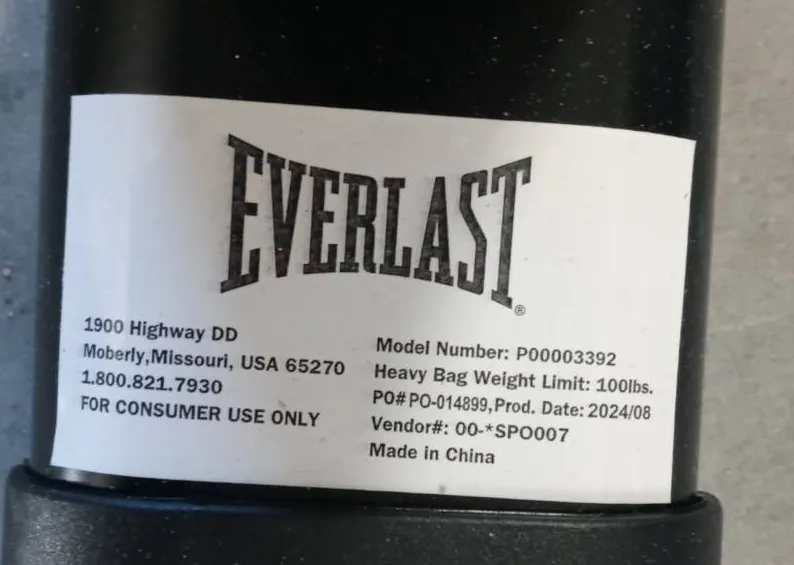 EVERLAST®
1900 Highway DD
Moberly,Missouri, USA 65270
1.800.821.7930
FOR CONSUMER USE ONLY
Model Number: P00003392
Heavy Bag Weight Limit: 100lbs.
PO#PO-014899,Prod. Date: 2024/08
Vendor#: 00-*SPO007
Made in China